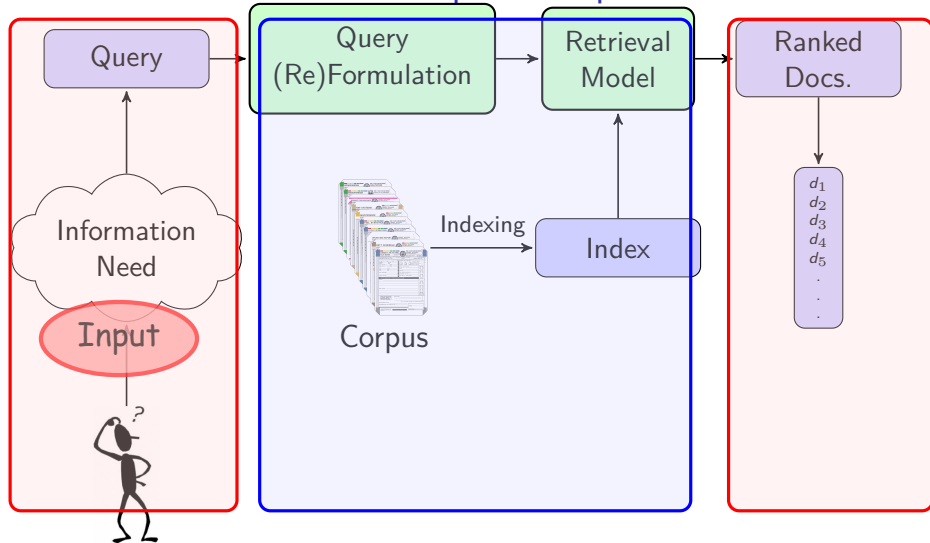 Query
Query
(Re)Formulation
Retrieval
Model
Ranked
Docs.
Information
Need
Input
?
Indexing
Index
Corpus
d1
d2
d3
d4
d5
.
.
.